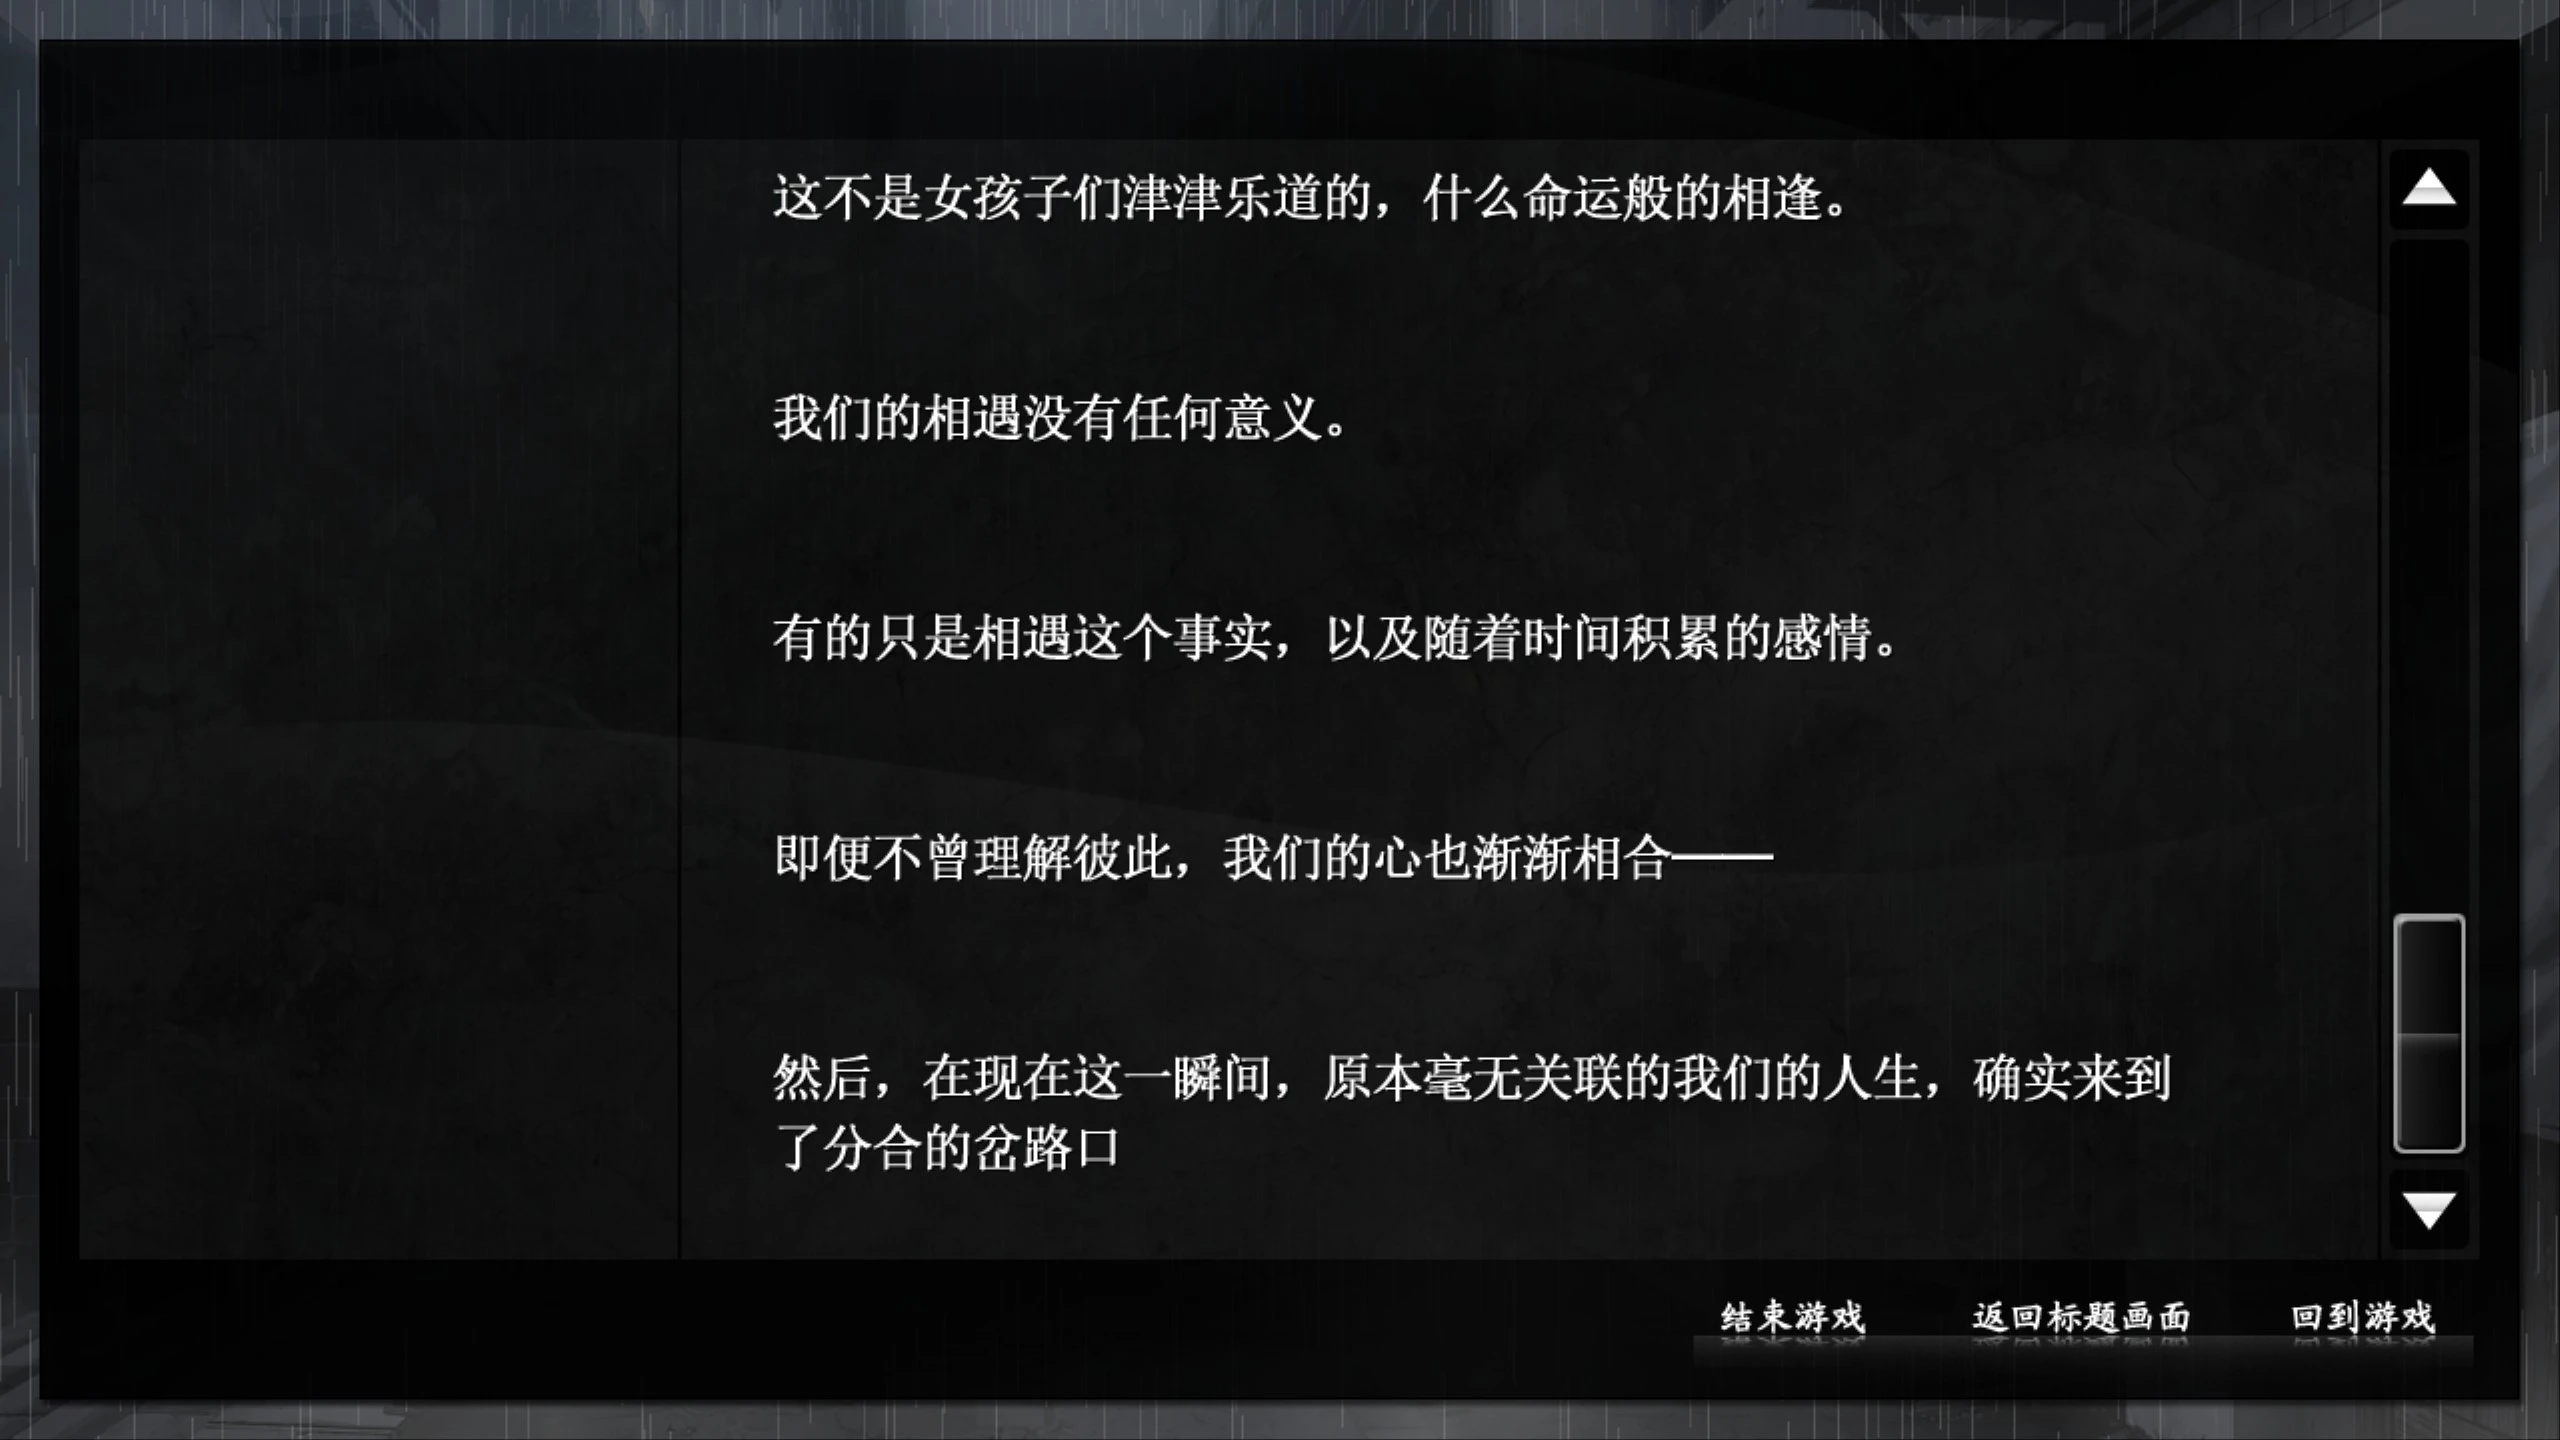 这不是女孩子们津津乐道的，什么命运般的相逢。
我们的相遇没有任何意义。
有的只是相遇这个事实，以及随着时间积累的感情。
即便不曾理解彼此，我们的心也渐渐相合——
然后，在现在这一瞬间，原本毫无关联的我们的人生，确实来到
了分合的岔路口
结束游戏 返回标题画面 回到游戏